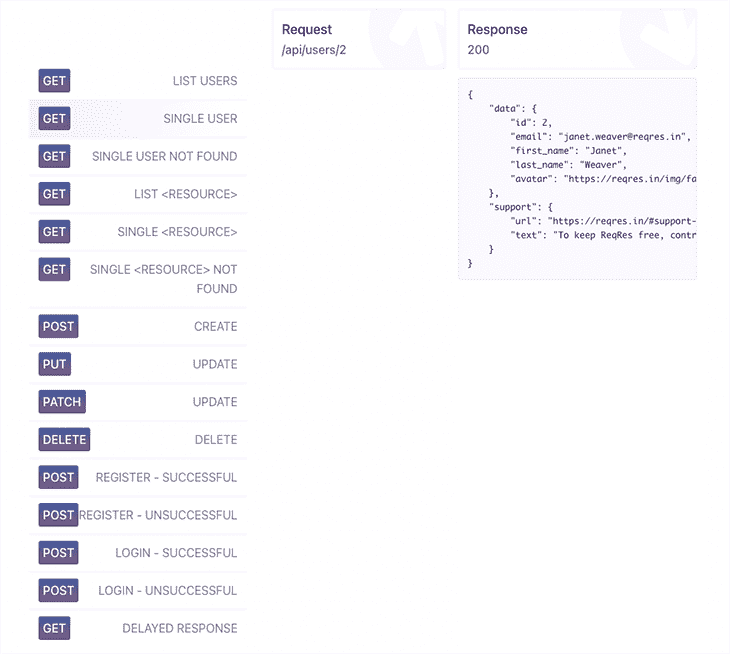 Request
/api/users/2
Response
200
GET LIST USERS
GET SINGLE USER
GET SINGLE USER NOT FOUND
GET LIST <RESOURCE>
GET SINGLE <RESOURCE>
GET SINGLE <RESOURCE> NOT
FOUND
POST CREATE
PUT UPDATE
PATCH UPDATE
DELETE DELETE
POST REGISTER - SUCCESSFUL
POST REGISTER - UNSUCCESSFUL
POST LOGIN - SUCCESSFUL
POST LOGIN - UNSUCCESSFUL
GET DELAYED RESPONSE
{
"data": {
"id": 2,
"email": "janet.weaver@reqres.in",
"first_name": "Janet",
"last_name": "Weaver",
"avatar": "https://reqres.in/img/fa
},
"support": {
"url": "https://reqres.in/#support-
"text": "To keep ReqRes free, contr
}
}